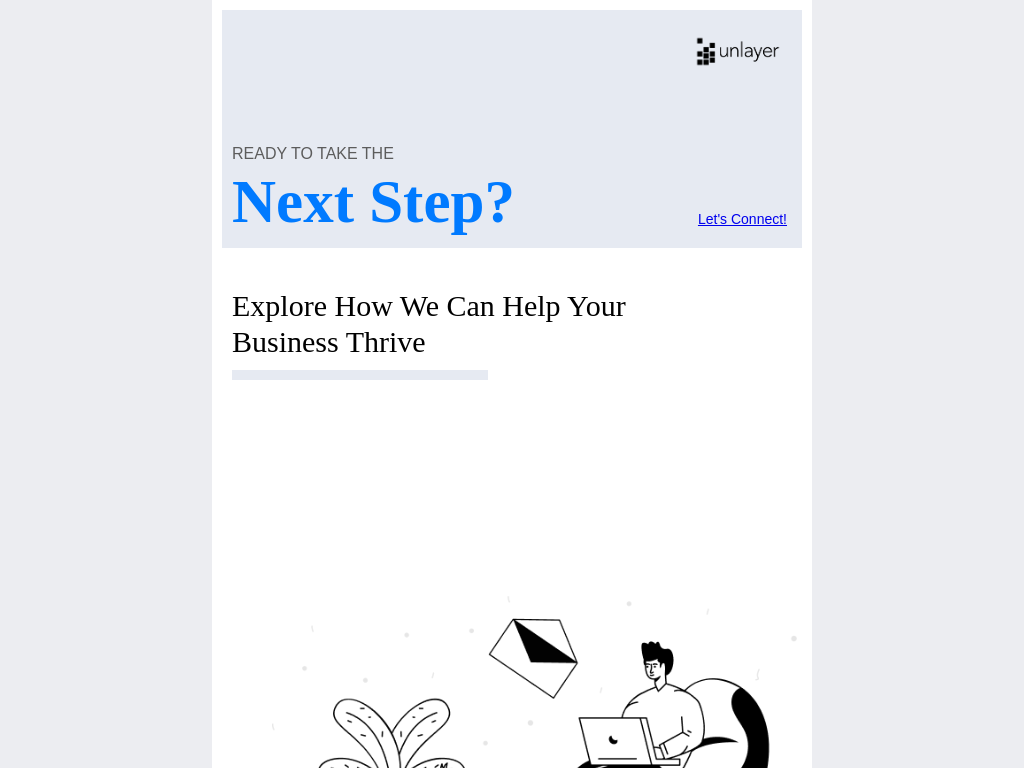 unlayer
READY TO TAKE THE
Next Step?
Let's Connect!
Explore How We Can Help Your
Business Thrive